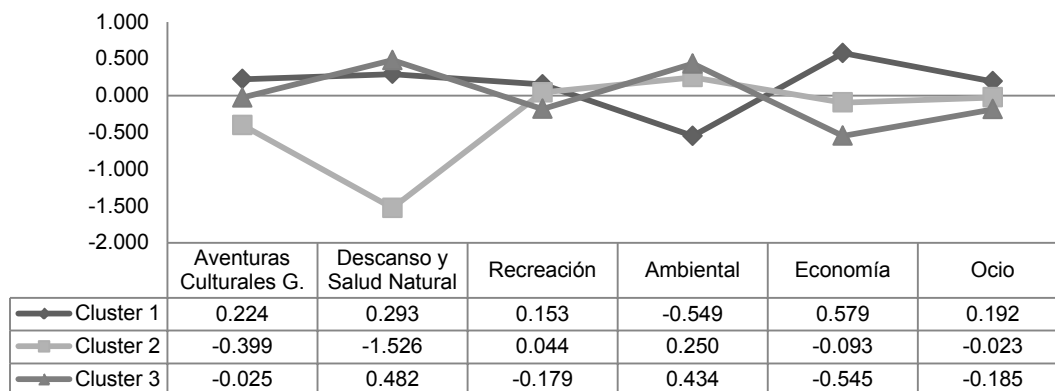 1.000
0.500
0.000
-0.500
-1.000
-1.500
-2.000
Aventuras Culturales G. Descanso y Salud Natural Recreación Ambiental Economía Ocio
Cluster 1 0.224 0.293 0.153 -0.549 0.579 0.192
Cluster 2 -0.399 -1.526 0.044 0.250 -0.093 -0.023
Cluster 3 -0.025 0.482 -0.179 0.434 -0.545 -0.185